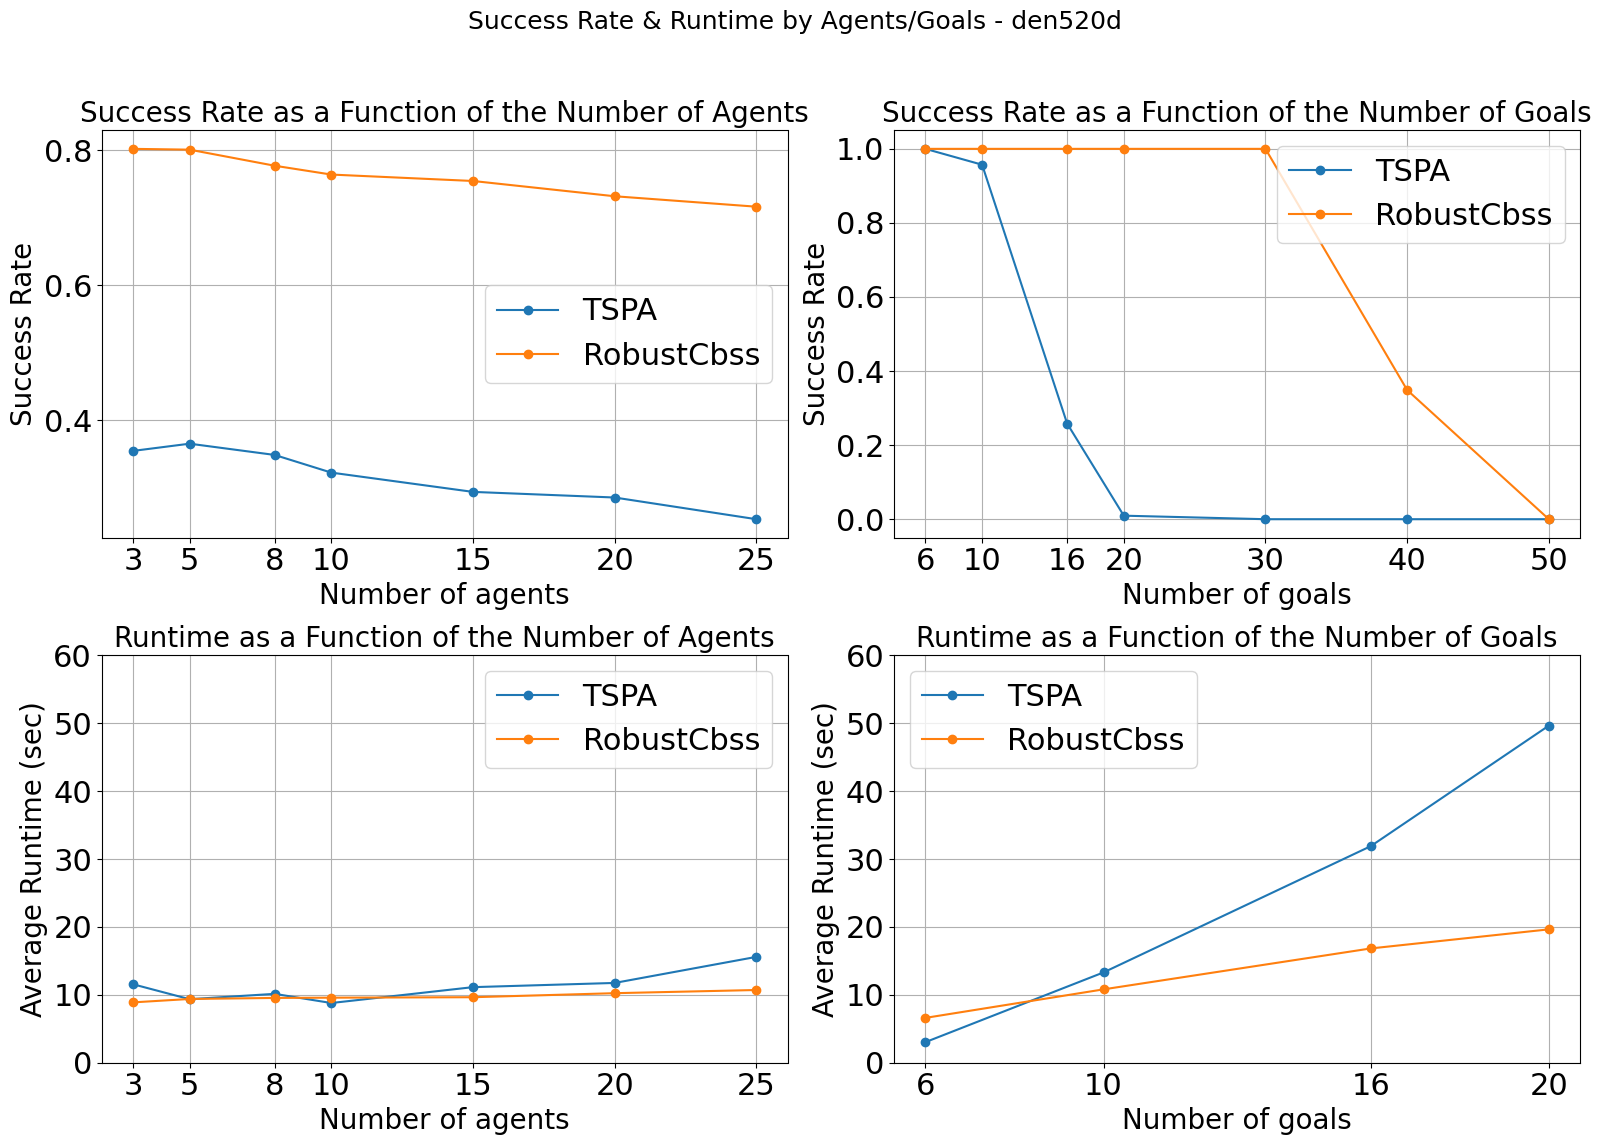 Success Rate & Runtime by Agents/Goals - den520d
Success Rate as a Function of the Number of Agents
Success Rate
0.8
0.6
0.4
TSPA
RobustCbss
3 5 8 10 15 20 25
Number of agents
Success Rate as a Function of the Number of Goals
Success Rate
1.0
0.8
0.6
0.4
0.2
0.0
TSPA
RobustCbss
6 10 16 20 30 40 50
Number of goals
Runtime as a Function of the Number of Agents
Average Runtime (sec)
60
50
40
30
20
10
0
TSPA
RobustCbss
3 5 8 10 15 20 25
Number of agents
Runtime as a Function of the Number of Goals
Average Runtime (sec)
60
50
40
30
20
10
0
TSPA
RobustCbss
6 10 16 20
Number of goals